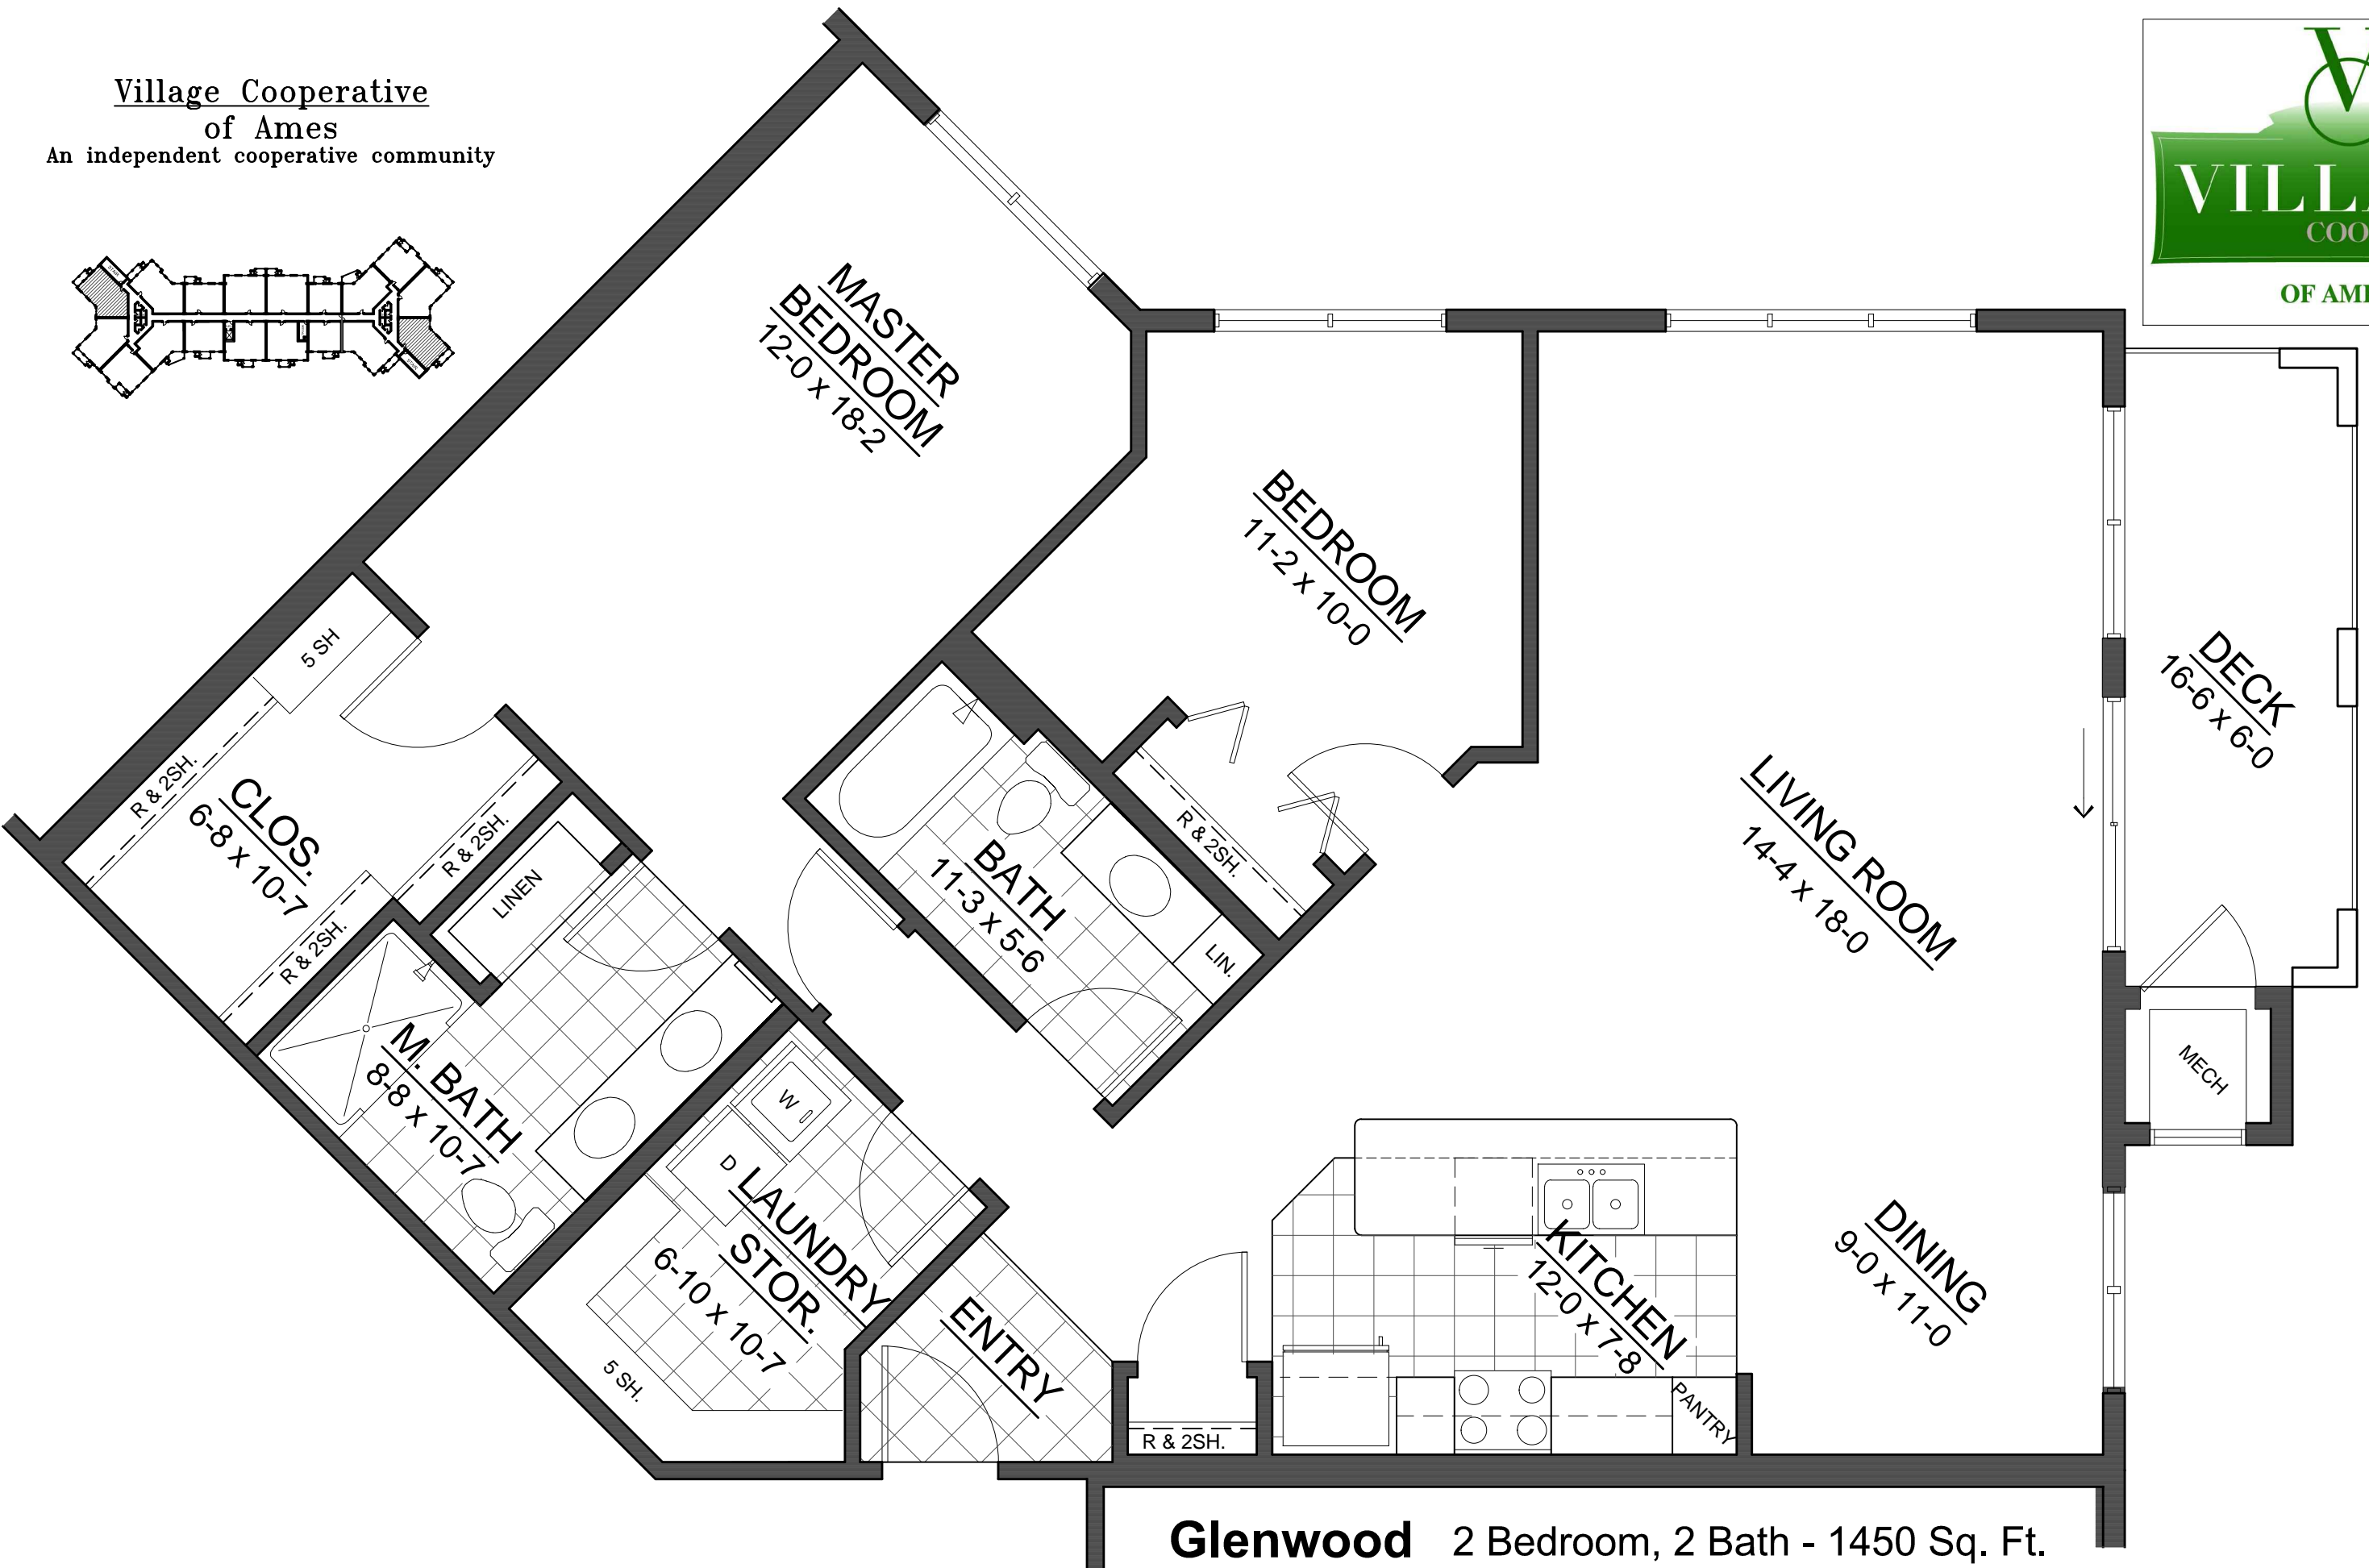 Village Cooperative
of Ames
An independent cooperative community
V
VILLA
COO
OF AME
MASTER
BEDROOM
12-0 x 18-2
BEDROOM
11-2 x 10-0
DECK
16-6 x 6-0
5 SH
R & 2SH.
CLOS.
6-8 x 10-7
R & 2SH.
R & 2SH.
LINEN
BATH
11-3 x 5-6
R & 2SH.
LIN.
LIVING ROOM
14-4 x 18-0
MECH
M. BATH
8-8 x 10-7
W
D
LAUNDRY
STOR.
6-10 x 10-7
5 SH.
ENTRY
R & 2SH.
KITCHEN
12-0 x 7-8
PANTRY
DINING
9-0 x 11-0
Glenwood 2 Bedroom, 2 Bath - 1450 Sq. Ft.